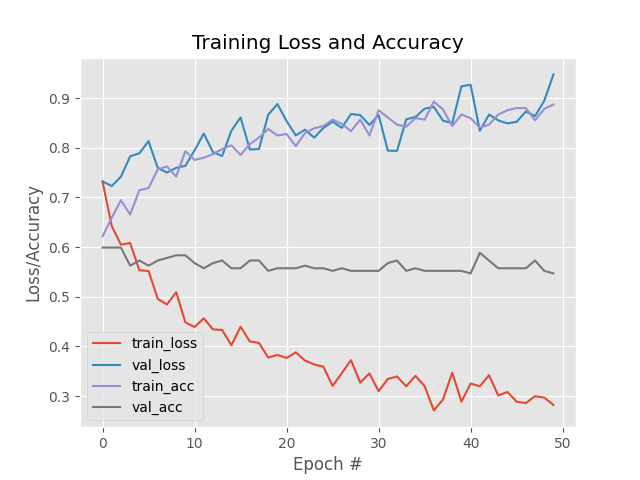 Training Loss and Accuracy
Loss/Accuracy
0.9
0.8
0.7
0.6
0.5
0.4
0.3
train_loss
val_loss
train_acc
val_acc
0 10 20 30 40 50
Epoch #